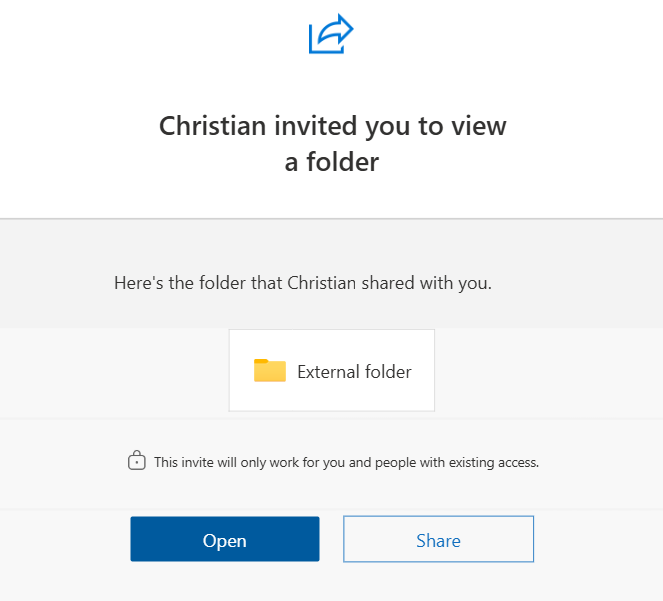 Christian invited you to view
a folder
Here's the folder that Christian shared with you.
External folder
This invite will only work for you and people with existing access.
Open
Share